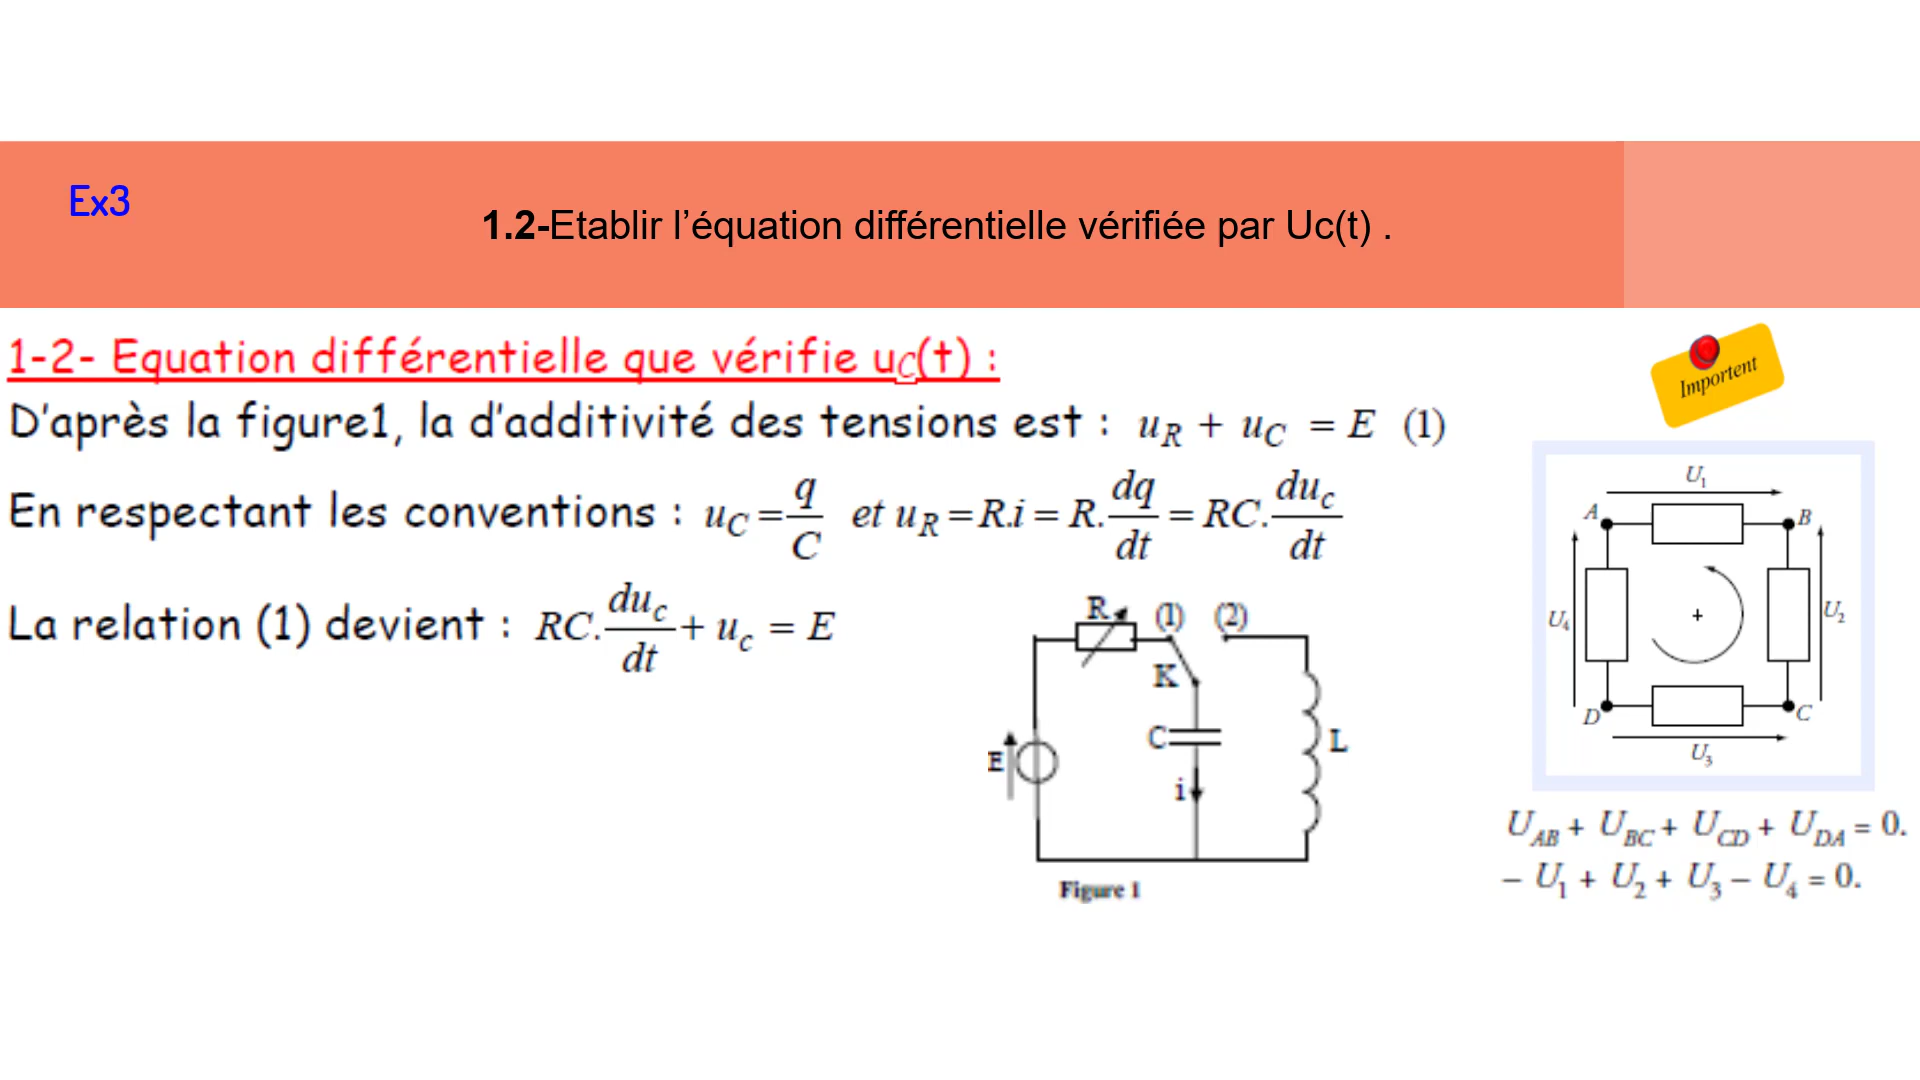 Ex3
1.2-Etablir l’équation différentielle vérifiée par Uc(t) .
1-2- Equation différentielle que vérifie uC(t) :
D'après la figure1, la d'additivité des tensions est : uR + uC = E (1)
En respectant les conventions : uC = q/C et uR = R.i = R.dq/dt = RC.duc/dt
La relation (1) devient : RC.duc/dt + uc = E
Importent
U1
A
B
U4
+
U2
D
C
U3
R (1) (2)
K
C
L
E
i
Figure 1
UAB + UBC + UCD + UDA = 0.
– U1 + U2 + U3 – U4 = 0.